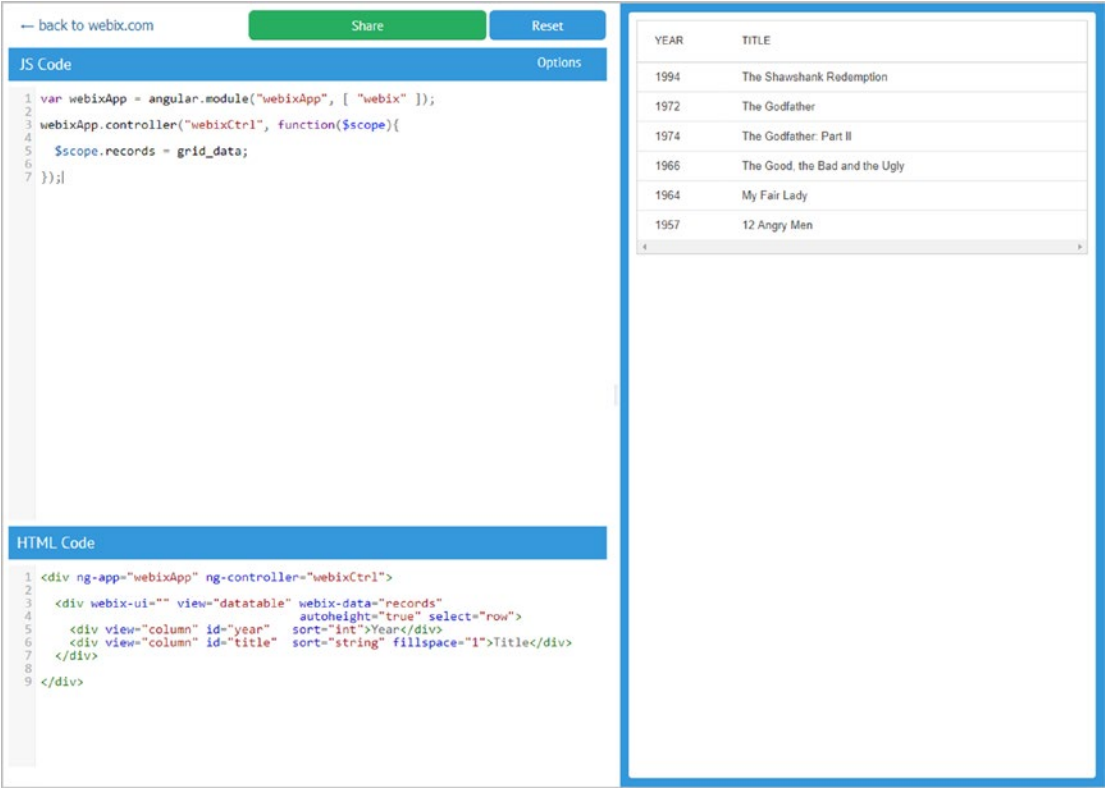 ← back to webix.com Share Reset
JS Code Options
1 var webixApp = angular.module("webixApp", [ "webix" ]);
2
3 webixApp.controller("webixCtrl", function($scope){
4
5 $scope.records = grid_data;
6
7 });
HTML Code
1 <div ng-app="webixApp" ng-controller="webixCtrl">
2
3 <div webix-ui="" view="datatable" webix-data="records"
4 autoheight="true" select="row">
5 <div view="column" id="year" sort="int">Year</div>
6 <div view="column" id="title" sort="string" fillspace="1">Title</div>
7 </div>
8
9 </div>
YEAR TITLE
1994 The Shawshank Redemption
1972 The Godfather
1974 The Godfather: Part II
1966 The Good, the Bad and the Ugly
1964 My Fair Lady
1957 12 Angry Men